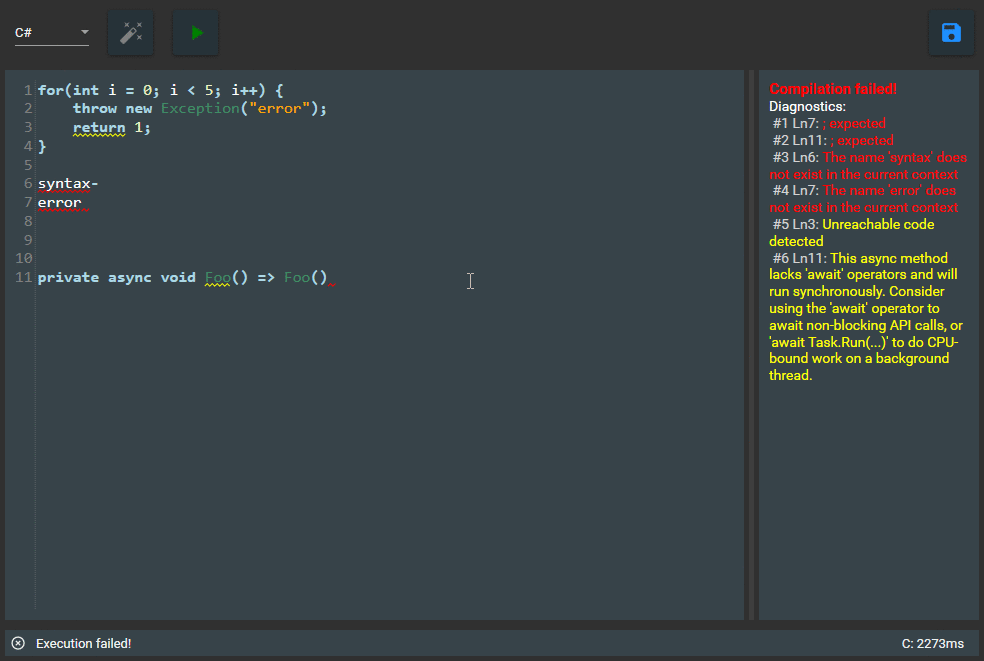 C#
1 for(int i = 0; i < 5; i++) {
2     throw new Exception("error");
3     return 1;
4 }
5
6 syntax-
7 error
8
9
10
11 private async void Foo() => Foo()
Compilation failed!
Diagnostics:
#1 Ln7: ; expected
#2 Ln11: ; expected
#3 Ln6: The name 'syntax' does
not exist in the current context
#4 Ln7: The name 'error' does
not exist in the current context
#5 Ln3: Unreachable code
detected
#6 Ln11: This async method
lacks 'await' operators and will
run synchronously. Consider
using the 'await' operator to
await non-blocking API calls, or
'await Task.Run(...)' to do CPU-
bound work on a background
thread.
Execution failed!
C: 2273ms